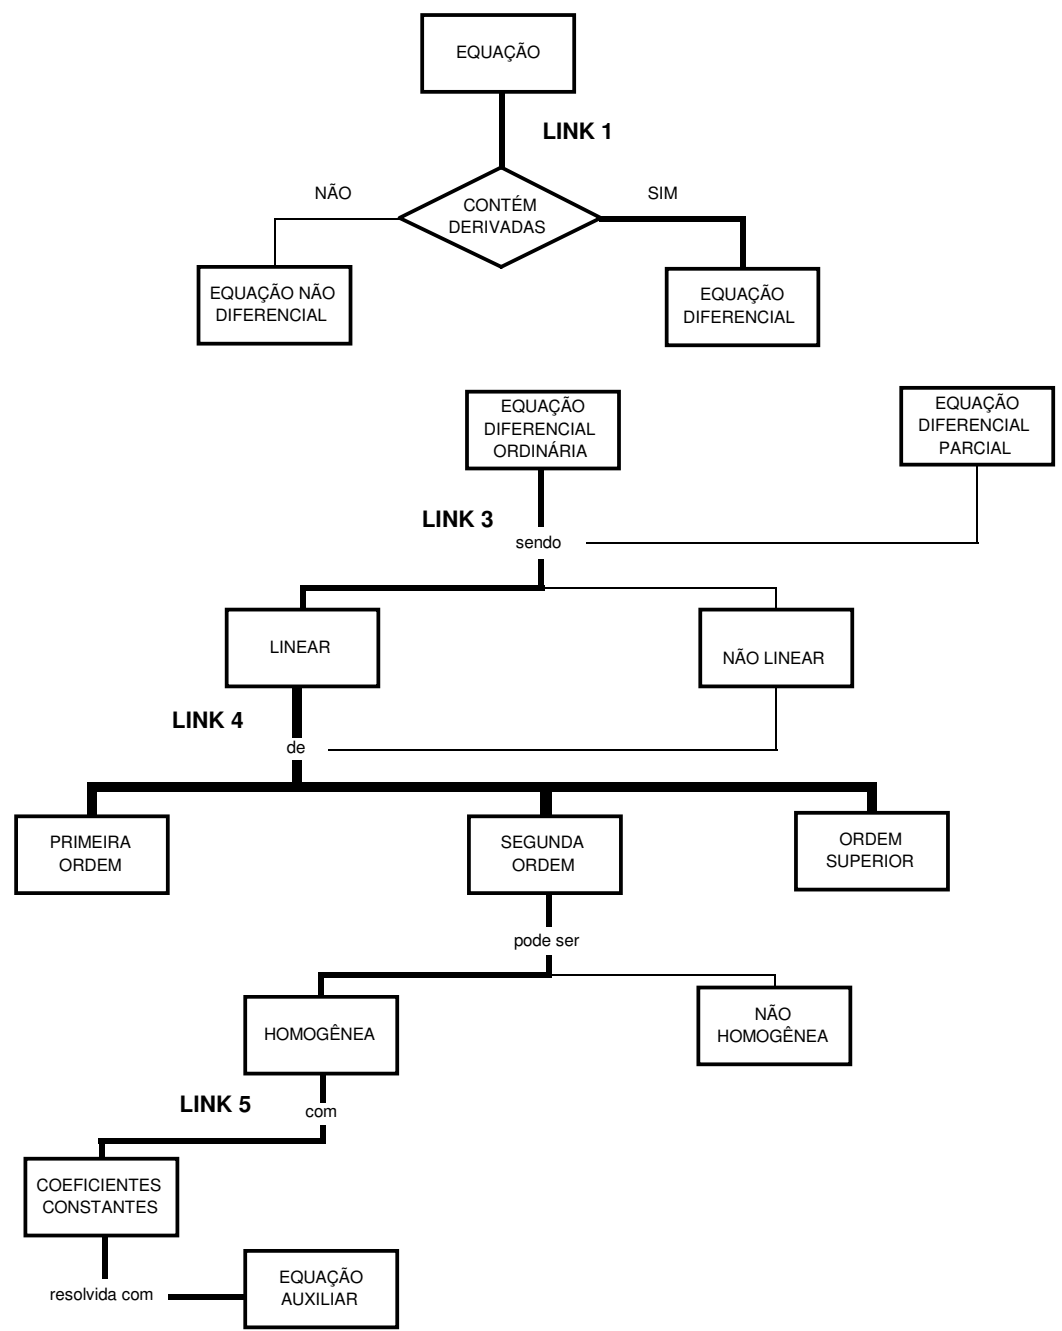 EQUAÇÃO
LINK 1
NÃO
SIM
CONTÉM
DERIVADAS
EQUAÇÃO NÃO
DIFERENCIAL
EQUAÇÃO
DIFERENCIAL
EQUAÇÃO
DIFERENCIAL
ORDINÁRIA
EQUAÇÃO
DIFERENCIAL
PARCIAL
LINK 3
sendo
LINEAR
NÃO LINEAR
LINK 4
de
PRIMEIRA
ORDEM
SEGUNDA
ORDEM
ORDEM
SUPERIOR
pode ser
HOMOGÊNEA
NÃO
HOMOGÊNEA
LINK 5
com
COEFICIENTES
CONSTANTES
resolvida com
EQUAÇÃO
AUXILIAR